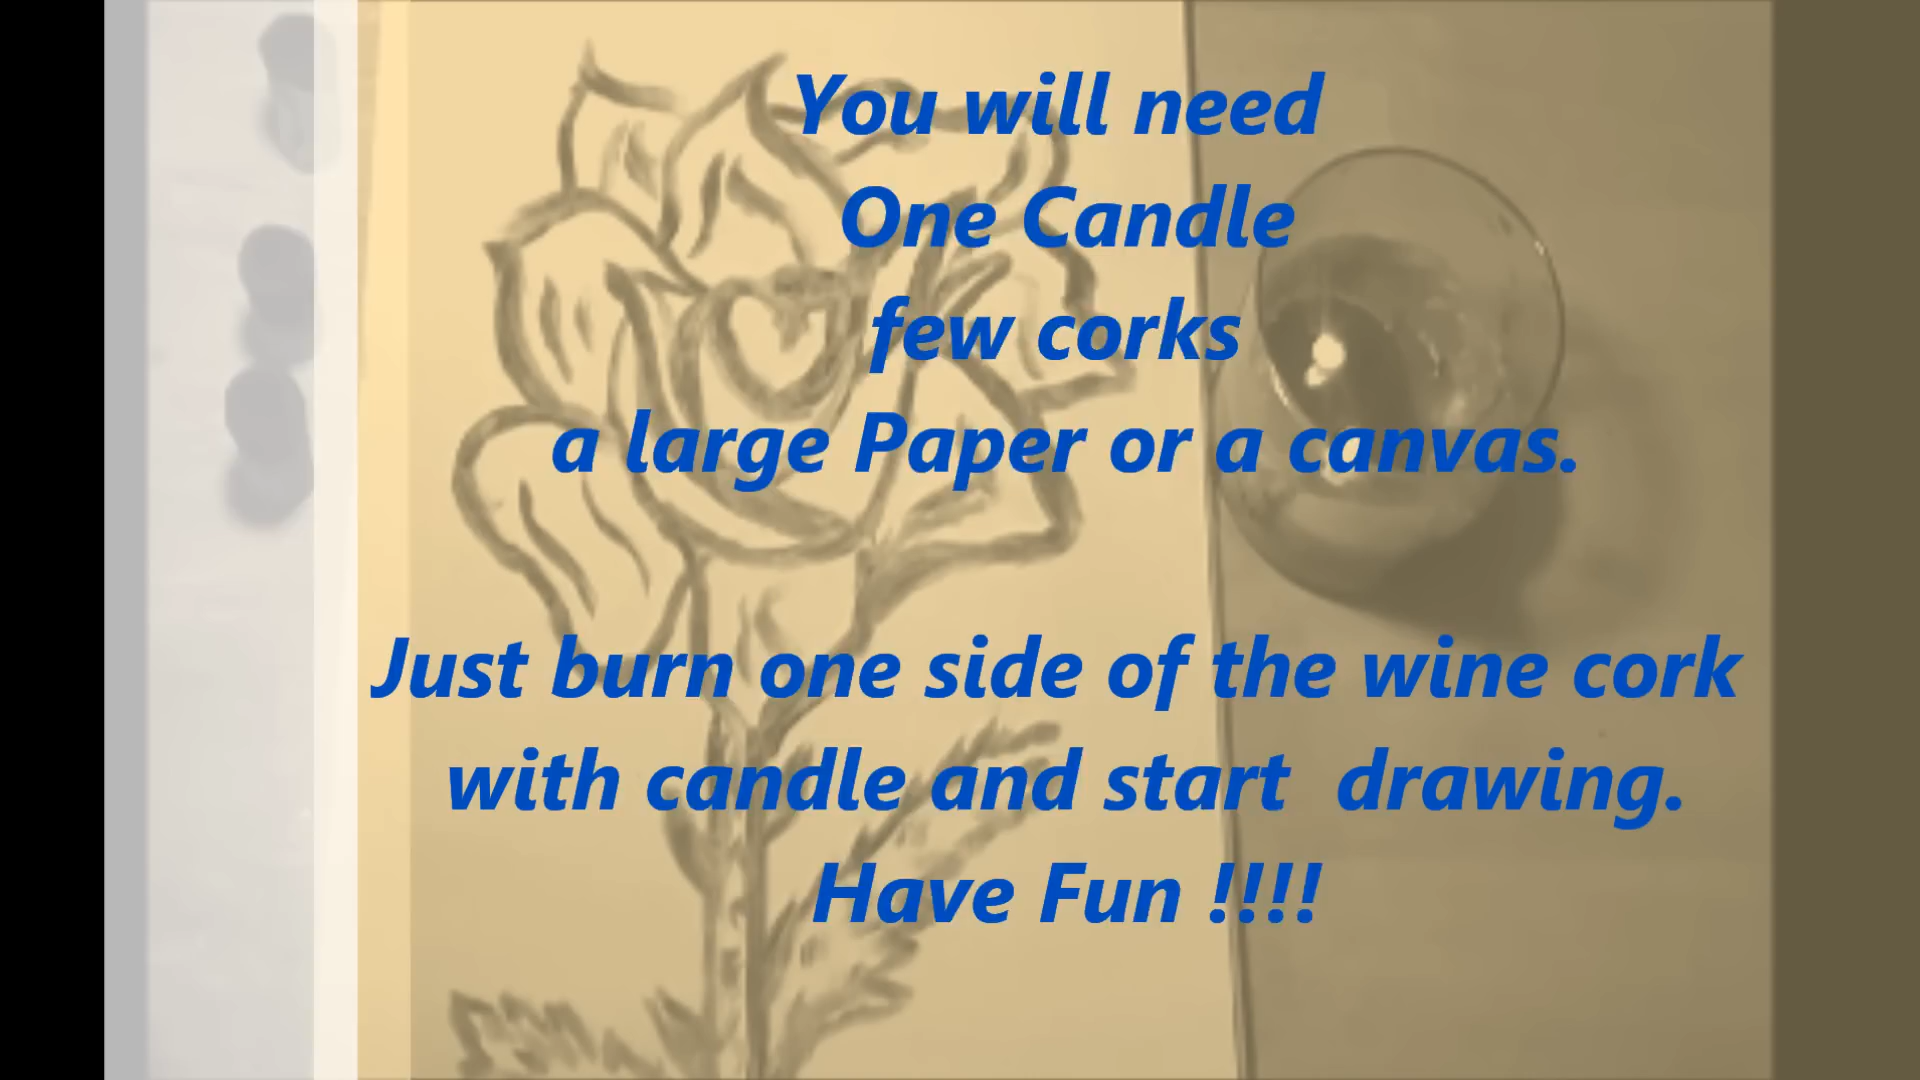 You will need
One Candle
few corks
a large Paper or a canvas.
Just burn one side of the wine cork
with candle and start  drawing.
Have Fun !!!!